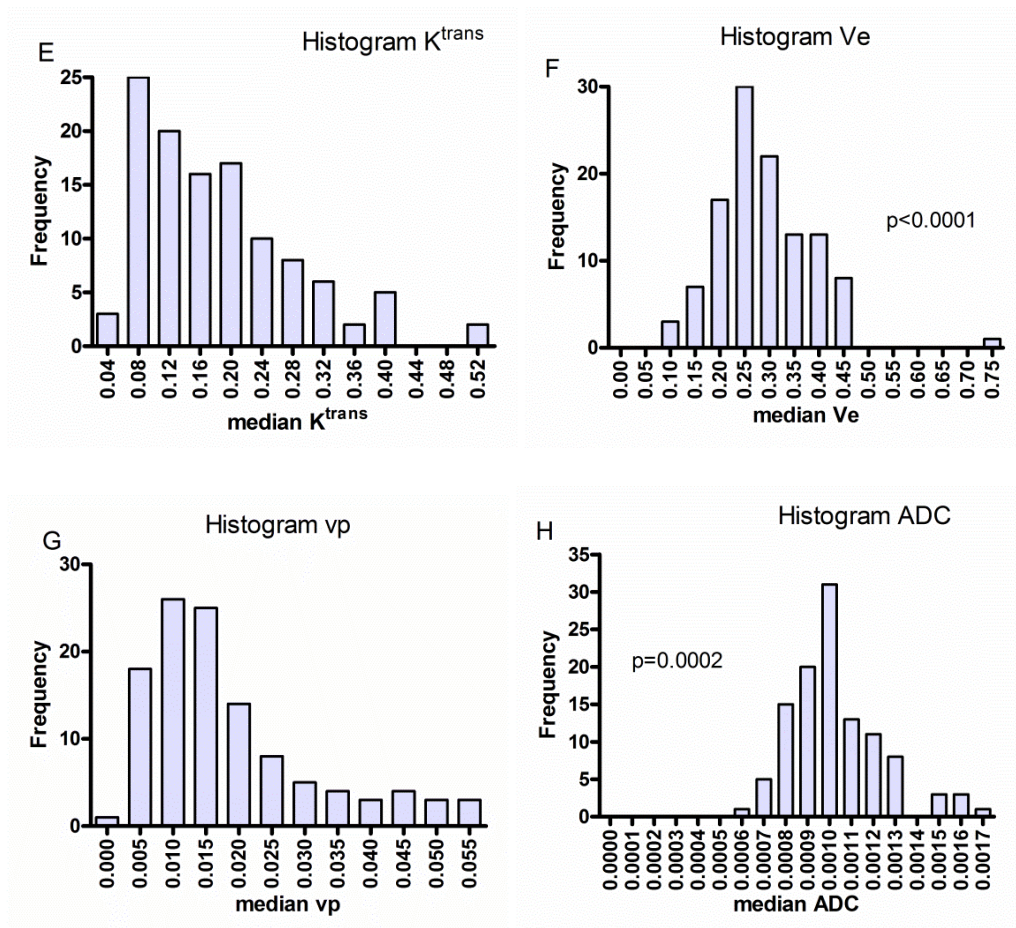 E
Histogram Ktrans
Frequency
25
20
15
10
5
0
0.04 0.08 0.12 0.16 0.20 0.24 0.28 0.32 0.36 0.40 0.44 0.48 0.52
median Ktrans
F
Histogram Ve
Frequency
30
20
10
0
p<0.0001
0.00 0.05 0.10 0.15 0.20 0.25 0.30 0.35 0.40 0.45 0.50 0.55 0.60 0.65 0.70 0.75
median Ve
G
Histogram vp
Frequency
30
20
10
0
0.000 0.005 0.010 0.015 0.020 0.025 0.030 0.035 0.040 0.045 0.050 0.055
median vp
H
Histogram ADC
Frequency
35
30
25
20
15
10
5
0
p=0.0002
0.0000 0.0001 0.0002 0.0003 0.0004 0.0005 0.0006 0.0007 0.0008 0.0009 0.0010 0.0011 0.0012 0.0013 0.0014 0.0015 0.0016 0.0017
median ADC